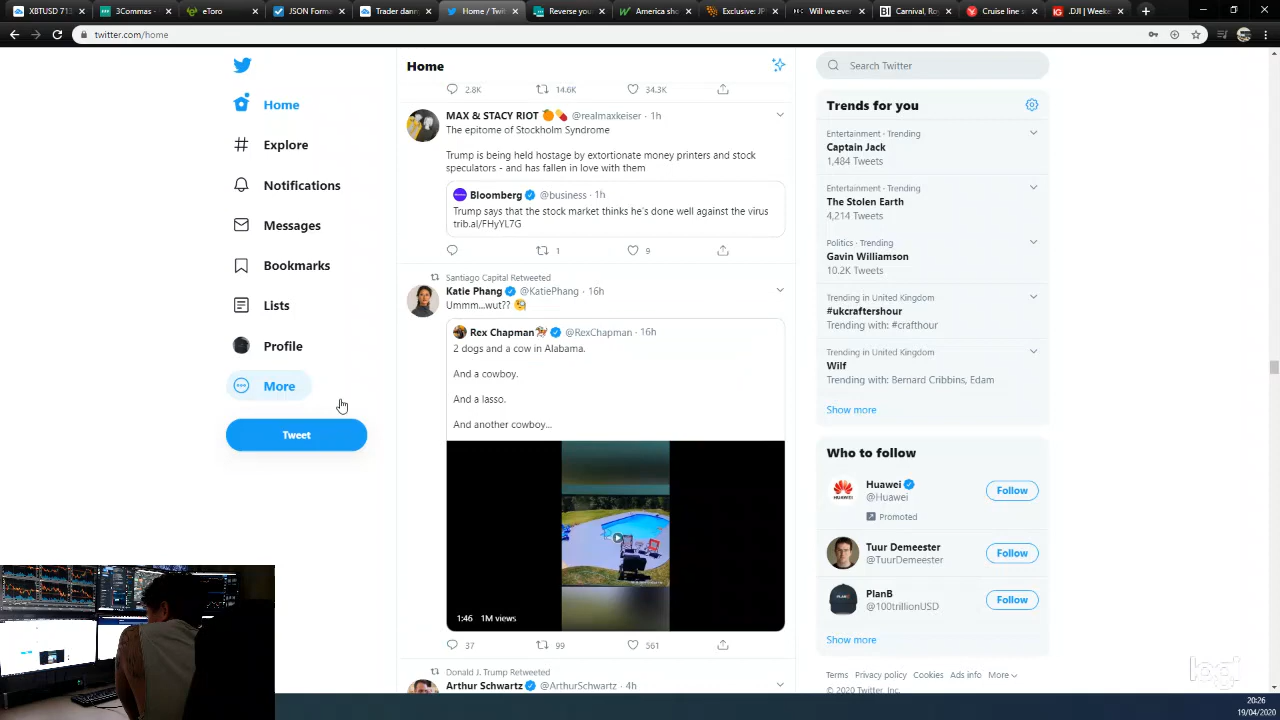 XBTUSD 713
3Commas -
eToro
JSON Forma
Trader dann
Home / Twit
Reverse your
America sho
Exclusive: JP
Will we ever
Carnival, Ro
Cruise line s
.DJI | Weeke
twitter.com/home
Home
Explore
Notifications
Messages
Bookmarks
Lists
Profile
More
Tweet
Home
2.8K 14.6K 34.3K
MAX & STACY RIOT @realmaxkeiser · 1h
The epitome of Stockholm Syndrome
Trump is being held hostage by extortionate money printers and stock
speculators - and has fallen in love with them
Bloomberg @business · 1h
Trump says that the stock market thinks he's done well against the virus
trib.al/FHyYL7G
1 9
Santiago Capital Retweeted
Katie Phang @KatiePhang · 16h
Ummm...wut??
Rex Chapman @RexChapman · 16h
2 dogs and a cow in Alabama.
And a cowboy.
And a lasso.
And another cowboy...
1:46 1M views
37 99 561
Donald J. Trump Retweeted
Arthur Schwartz @ArthurSchwartz · 4h
Search Twitter
Trends for you
Entertainment · Trending
Captain Jack
1,484 Tweets
Entertainment · Trending
The Stolen Earth
4,214 Tweets
Politics · Trending
Gavin Williamson
10.2K Tweets
Trending in United Kingdom
#ukcraftershour
Trending with: #crafthour
Trending in United Kingdom
Wilf
Trending with: Bernard Cribbins, Edam
Show more
Who to follow
Huawei
@Huawei
Follow
Promoted
Tuur Demeester
@TuurDemeester
Follow
PlanB
@100trillionUSD
Follow
Show more
Terms Privacy policy Cookies Ads info More
© 2020 Twitter, Inc.
20:26
19/04/2020